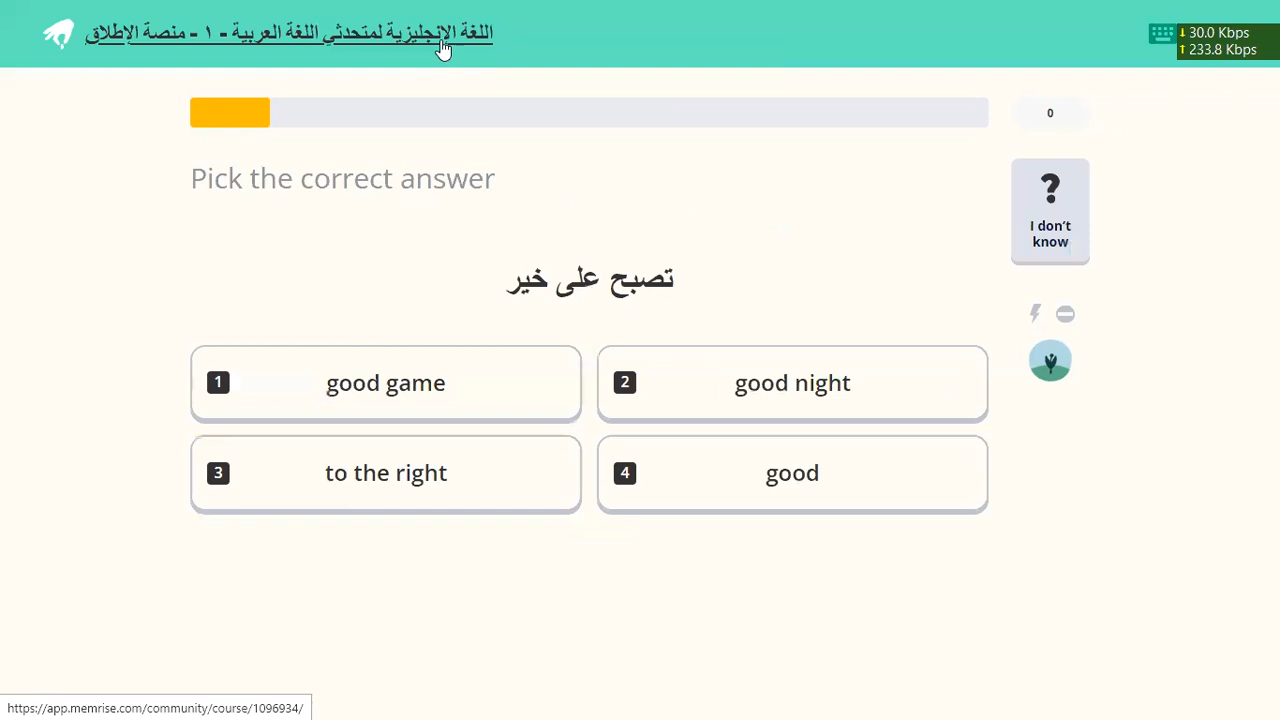 اللغة الإنجليزية لمتحدثي اللغة العربية - ١ - منصة الإطلاق
↓ 30.0 Kbps
↑ 233.8 Kbps
0
Pick the correct answer
?
I don't
know
تصبح على خير
1 good game
2 good night
3 to the right
4 good
https://app.memrise.com/community/course/1096934/